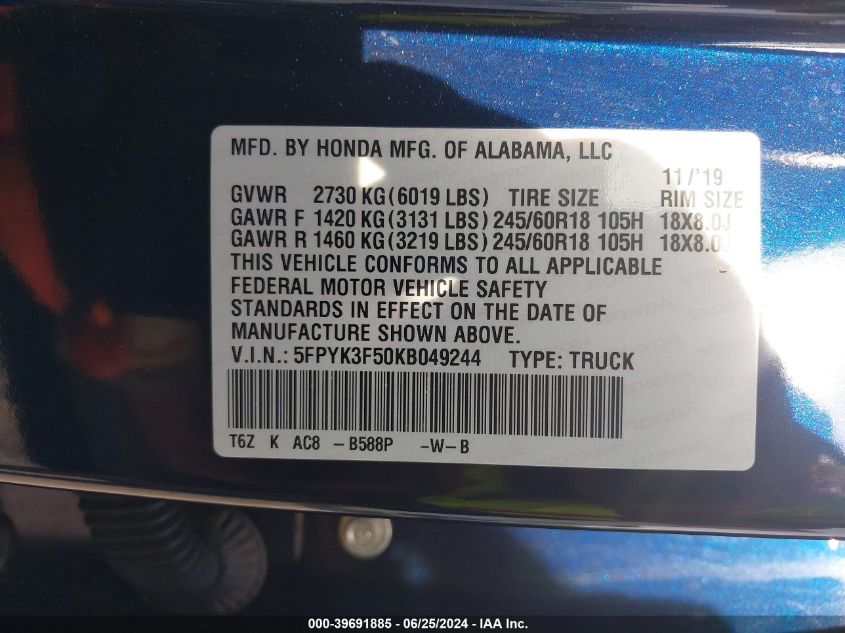 MFD. BY HONDA MFG. OF ALABAMA, LLC
11/'19
GVWR 2730 KG(6019 LBS) TIRE SIZE RIM SIZE
GAWR F 1420 KG(3131 LBS) 245/60R18 105H 18X8.0J
GAWR R 1460 KG(3219 LBS) 245/60R18 105H 18X8.0J
THIS VEHICLE CONFORMS TO ALL APPLICABLE
FEDERAL MOTOR VEHICLE SAFETY
STANDARDS IN EFFECT ON THE DATE OF
MANUFACTURE SHOWN ABOVE.
V.I.N.: 5FPYK3F50KB049244 TYPE: TRUCK
T6Z K AC8 -B588P -W-B
000-39691885 - 06/25/2024 - IAA Inc.